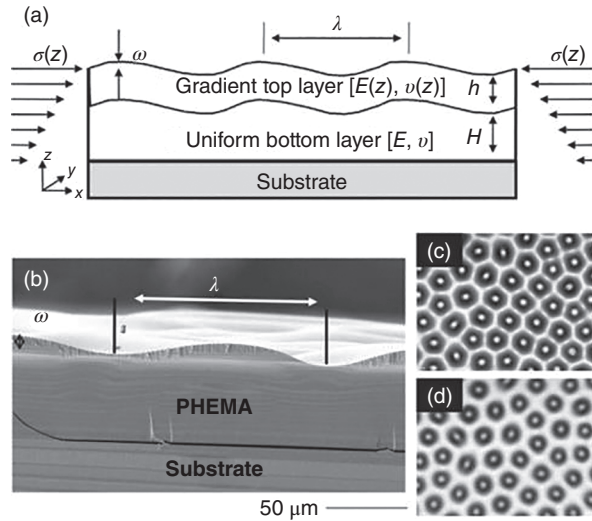 (a)
λ
σ(z)
ω
σ(z)
Gradient top layer [E(z), υ(z)]
h
Uniform bottom layer [E, υ]
H
z
y
x
Substrate
(b)
λ
ω
PHEMA
Substrate
(c)
(d)
50 μm